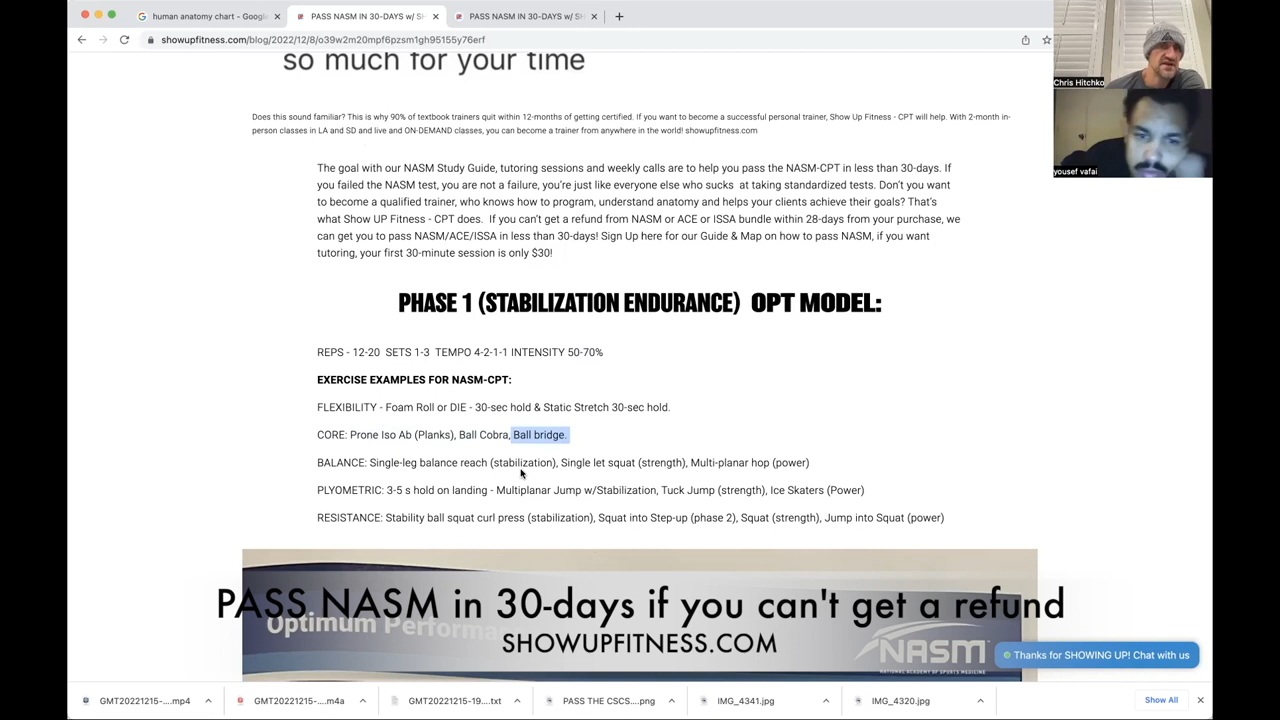 human anatomy chart - Google
PASS NASM IN 30-DAYS w/ SH
PASS NASM IN 30-DAYS w/ SH
showupfitness.com/blog/2022/12/8/o39w2m20mpf6pzsm1gh95155y76erf
so much for your time
Chris Hitchko
yousef vafai
Does this sound familiar? This is why 90% of textbook trainers quit within 12-months of getting certified. If you want to become a successful personal trainer, Show Up Fitness - CPT will help. With 2-month in-
person classes in LA and SD and live and ON-DEMAND classes, you can become a trainer from anywhere in the world! showupfitness.com
The goal with our NASM Study Guide, tutoring sessions and weekly calls are to help you pass the NASM-CPT in less than 30-days. If
you failed the NASM test, you are not a failure, you're just like everyone else who sucks at taking standardized tests. Don't you want
to become a qualified trainer, who knows how to program, understand anatomy and helps your clients achieve their goals? That's
what Show UP Fitness - CPT does. If you can't get a refund from NASM or ACE or ISSA bundle within 28-days from your purchase, we
can get you to pass NASM/ACE/ISSA in less than 30-days! Sign Up here for our Guide & Map on how to pass NASM, if you want
tutoring, your first 30-minute session is only $30!
PHASE 1 (STABILIZATION ENDURANCE) OPT MODEL:
REPS - 12-20 SETS 1-3 TEMPO 4-2-1-1 INTENSITY 50-70%
EXERCISE EXAMPLES FOR NASM-CPT:
FLEXIBILITY - Foam Roll or DIE - 30-sec hold & Static Stretch 30-sec hold.
CORE: Prone Iso Ab (Planks), Ball Cobra, Ball bridge.
BALANCE: Single-leg balance reach (stabilization), Single let squat (strength), Multi-planar hop (power)
PLYOMETRIC: 3-5 s hold on landing - Multiplanar Jump w/Stabilization, Tuck Jump (strength), Ice Skaters (Power)
RESISTANCE: Stability ball squat curl press (stabilization), Squat into Step-up (phase 2), Squat (strength), Jump into Squat (power)
PASS NASM in 30-days if you can't get a refund
Optimum Performa
SHOWUPFITNESS.COM
NASM
NATIONAL ACADEMY OF SPORTS MEDICINE
Thanks for SHOWING UP! Chat with us
GMT20221215-....mp4
GMT20221215-....m4a
GMT20221215-19....txt
PASS THE CSCS....png
IMG_4341.jpg
IMG_4320.jpg
Show All